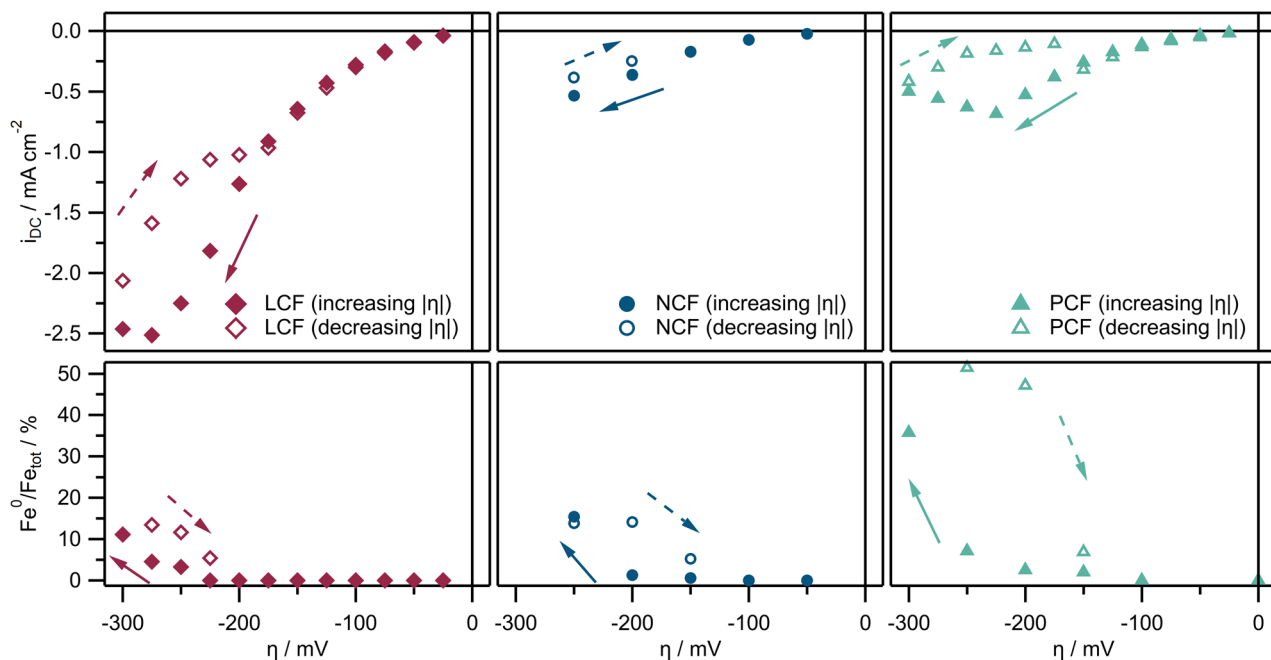 0.0
-0.5
-1.0
-1.5
-2.0
-2.5
i_DC / mA cm⁻²
LCF (increasing |η|)
LCF (decreasing |η|)
NCF (increasing |η|)
NCF (decreasing |η|)
PCF (increasing |η|)
PCF (decreasing |η|)
50
40
30
20
10
0
Fe⁰/Fe_tot / %
-300 -200 -100 0
-300 -200 -100 0
-300 -200 -100 0
η / mV
η / mV
η / mV